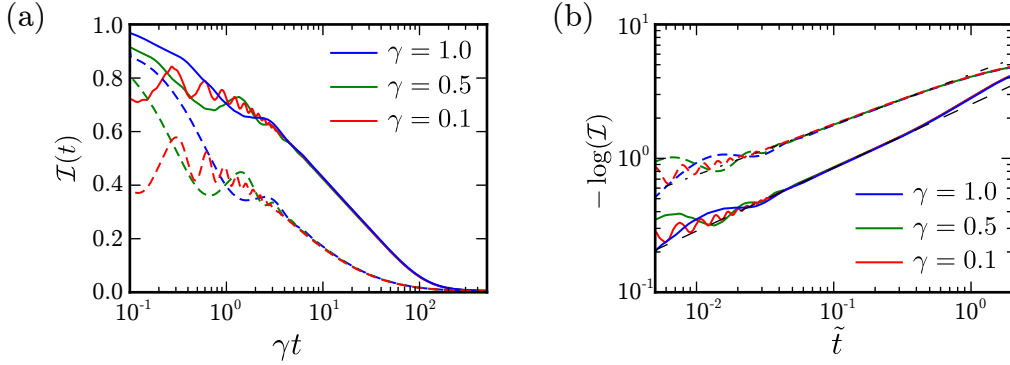 (a)
1.0
0.8
0.6
0.4
0.2
0.0
I(t)
10⁻¹ 10⁰ 10¹ 10²
γt
γ = 1.0
γ = 0.5
γ = 0.1
(b)
10¹
10⁰
10⁻¹
− log(I)
10⁻² 10⁻¹ 10⁰
t̃
γ = 1.0
γ = 0.5
γ = 0.1